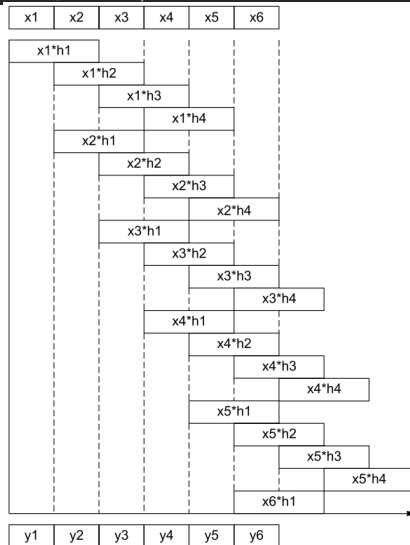 x1 x2 x3 x4 x5 x6
x1*h1
x1*h2
x1*h3
x1*h4
x2*h1
x2*h2
x2*h3
x2*h4
x3*h1
x3*h2
x3*h3
x3*h4
x4*h1
x4*h2
x4*h3
x4*h4
x5*h1
x5*h2
x5*h3
x5*h4
x6*h1
y1 y2 y3 y4 y5 y6